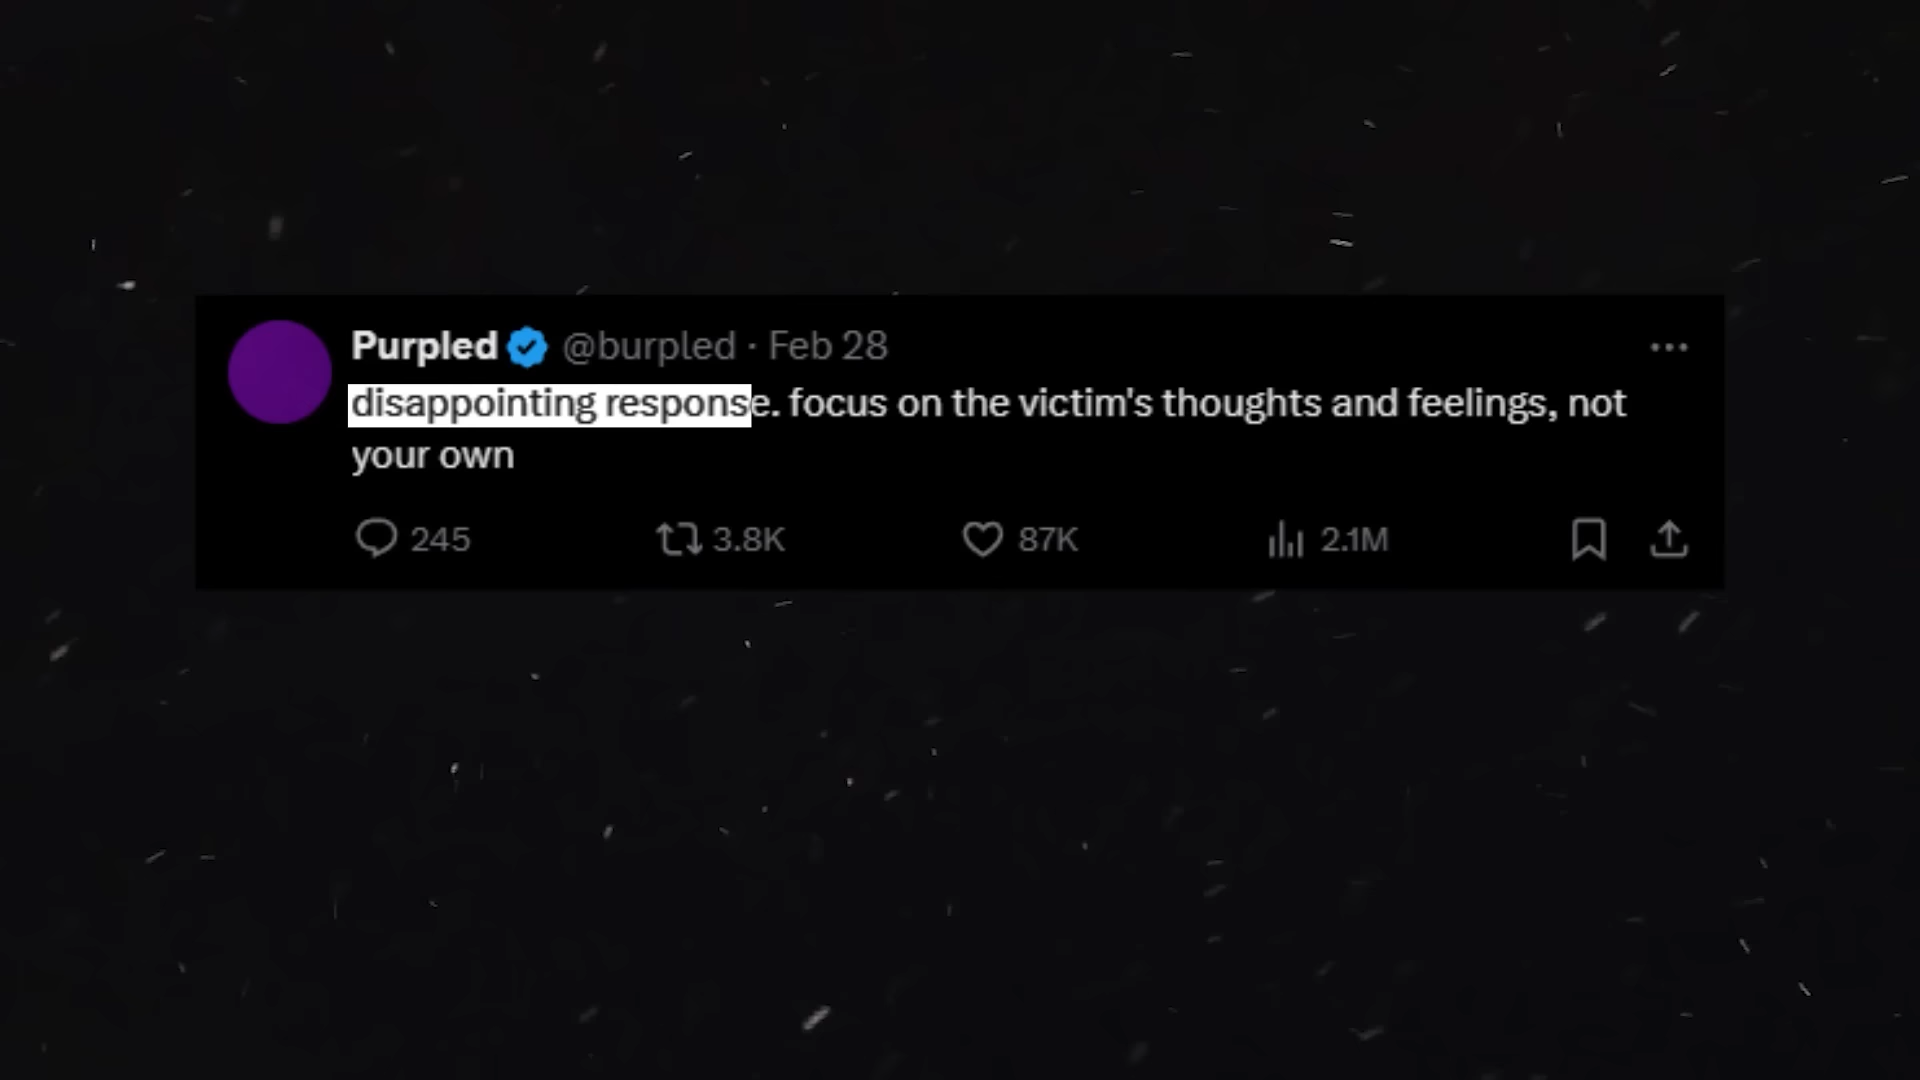 Purpled @burpled · Feb 28
disappointing response. focus on the victim's thoughts and feelings, not
your own
245 3.8K 87K 2.1M